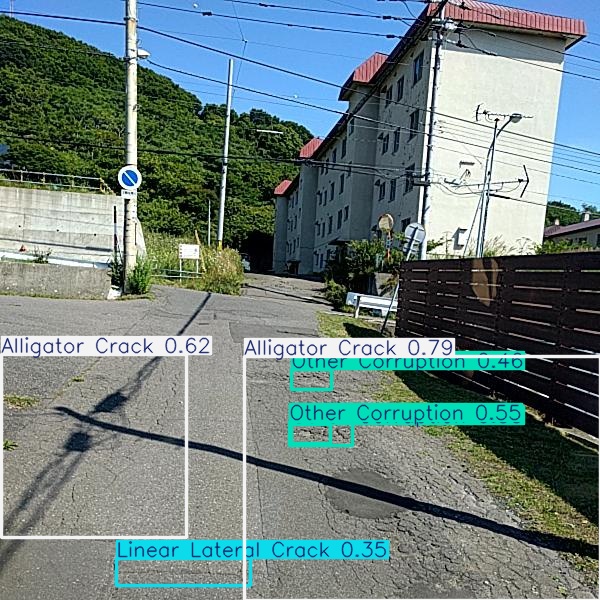 Alligator Crack 0.62
Alligator Crack 0.79
Other Corruption 0.46
Other Corruption 0.55
Linear Lateral Crack 0.35